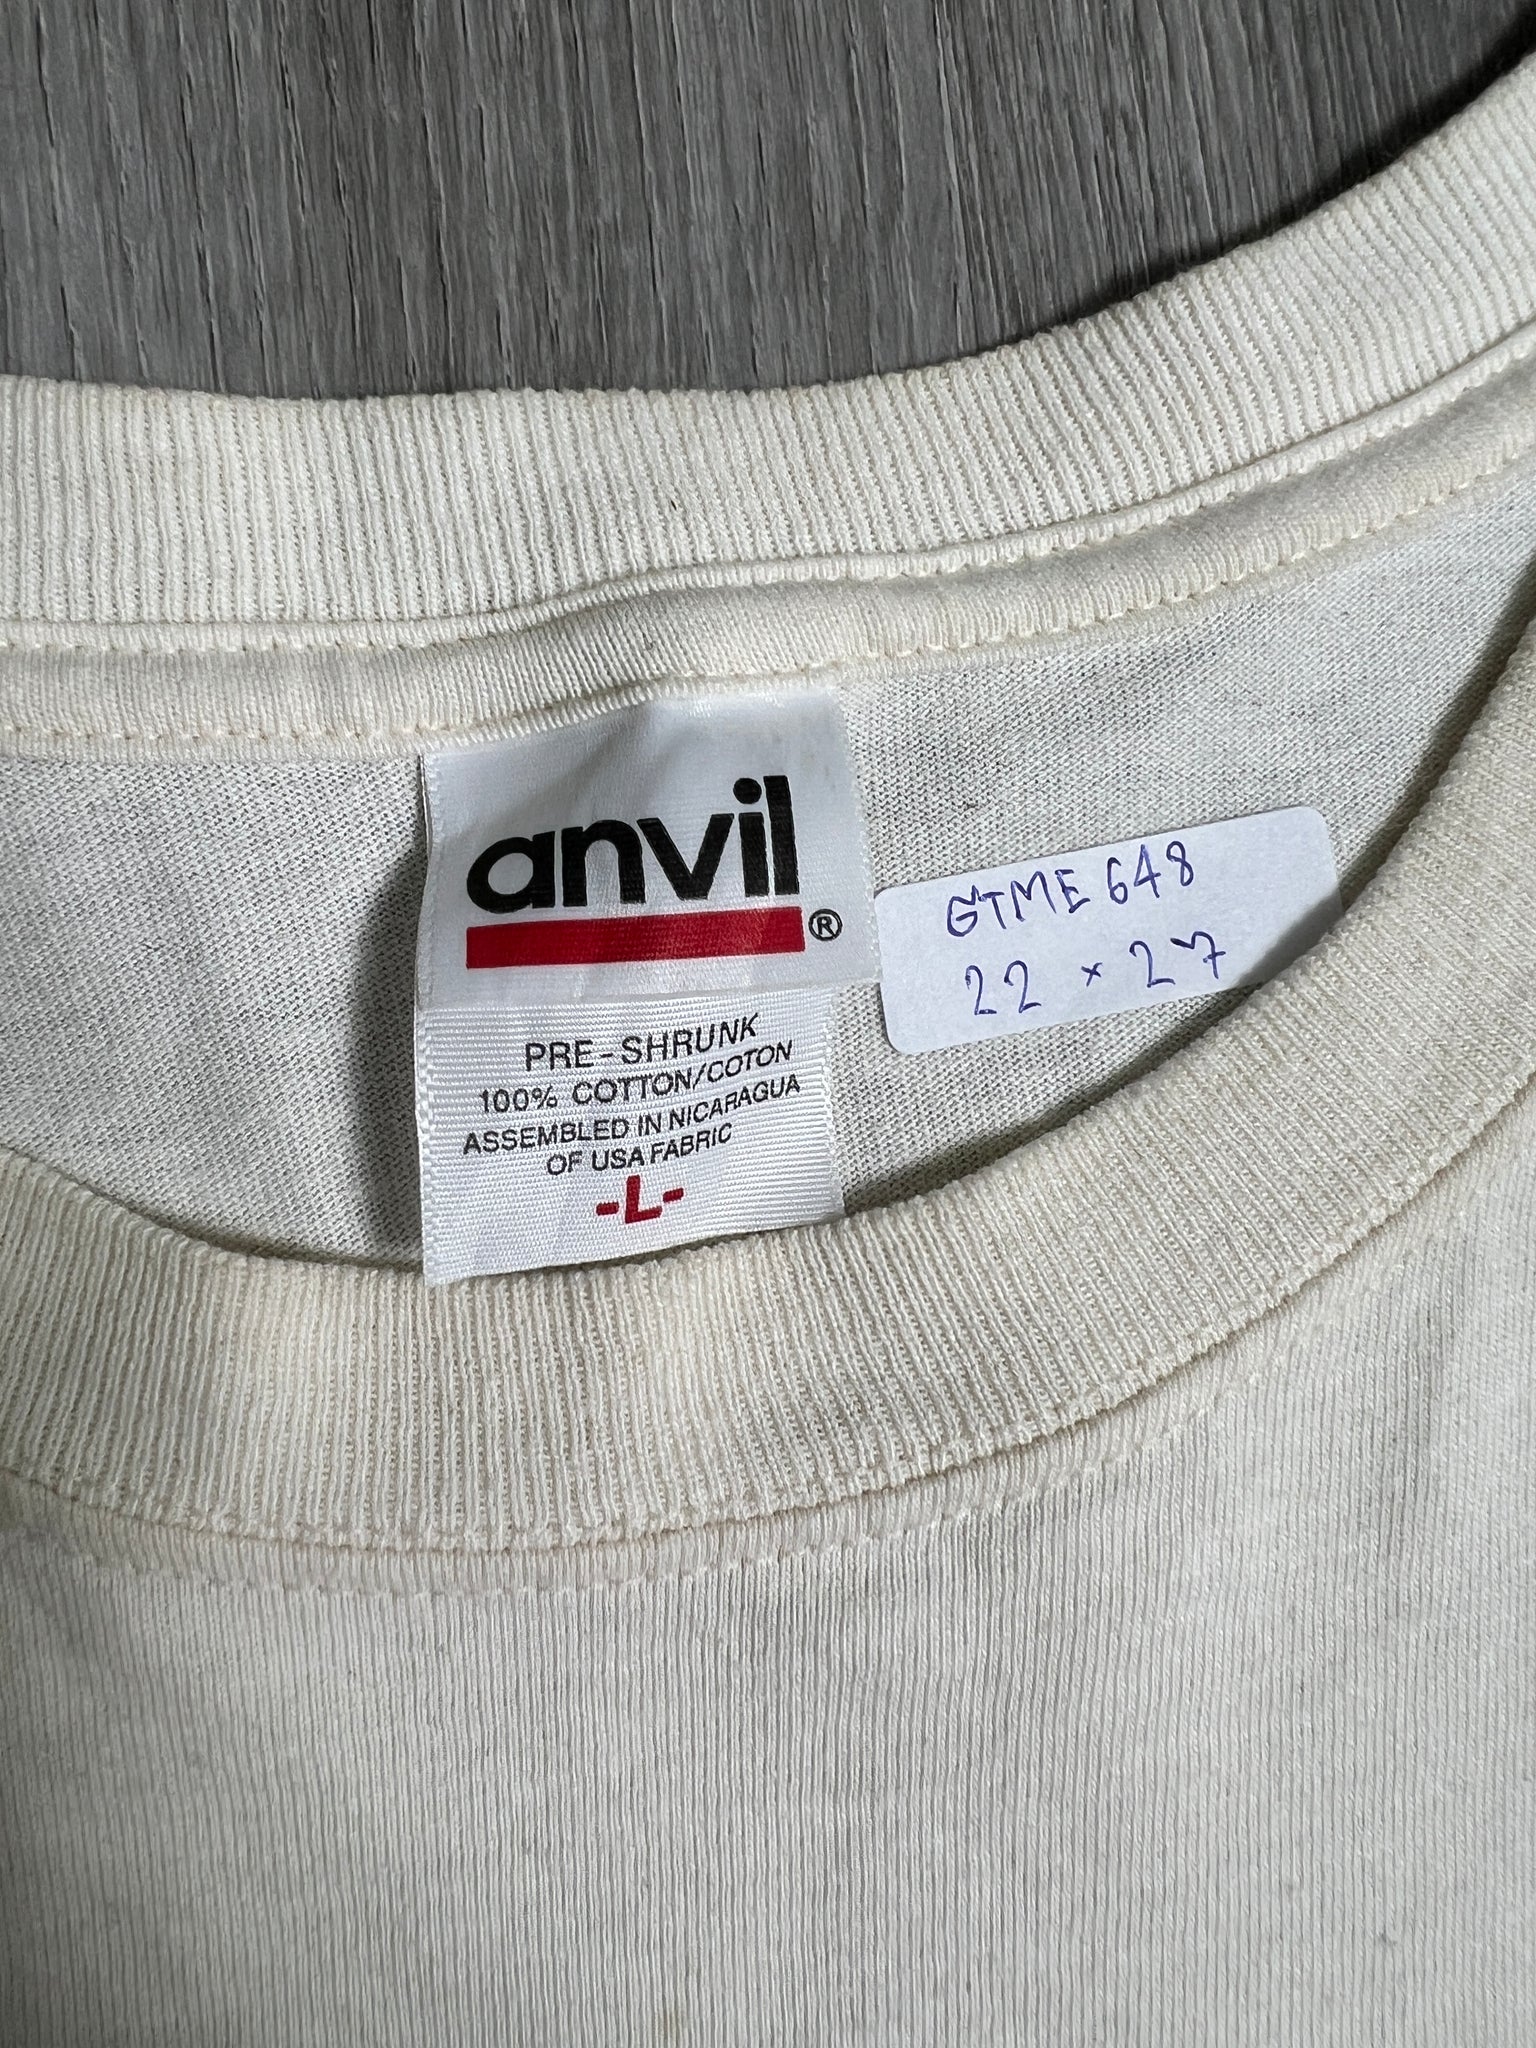 anvil®
PRE-SHRUNK
100% COTTON/COTON
ASSEMBLED IN NICARAGUA
OF USA FABRIC
-L-
GTME 648
22 × 27